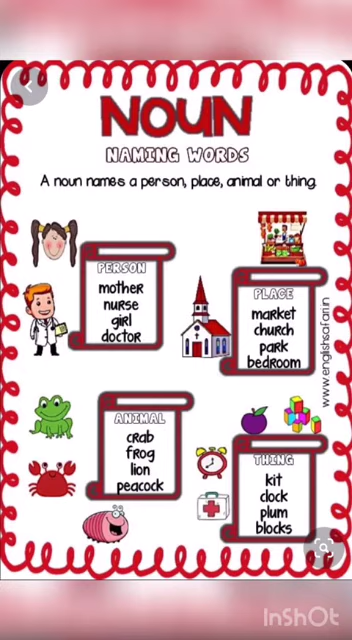 NOUN
NAMING WORDS
A noun names a person, place, animal or thing.
PERSON
mother
nurse
girl
doctor
PLACE
market
church
park
bedroom
www.englishsafari.in
ANIMAL
crab
frog
lion
peacock
THING
kit
clock
plum
blocks
InShOt